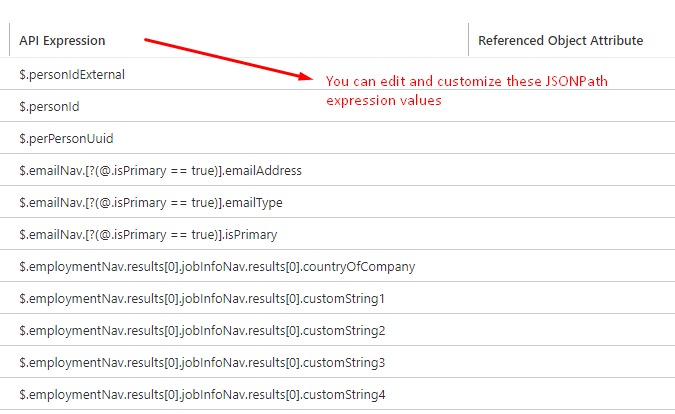 API Expression
Referenced Object Attribute
$.personIdExternal
You can edit and customize these JSONPath
expression values
$.personId
$.perPersonUuid
$.emailNav.[?(@.isPrimary == true)].emailAddress
$.emailNav.[?(@.isPrimary == true)].emailType
$.emailNav.[?(@.isPrimary == true)].isPrimary
$.employmentNav.results[0].jobInfoNav.results[0].countryOfCompany
$.employmentNav.results[0].jobInfoNav.results[0].customString1
$.employmentNav.results[0].jobInfoNav.results[0].customString2
$.employmentNav.results[0].jobInfoNav.results[0].customString3
$.employmentNav.results[0].jobInfoNav.results[0].customString4